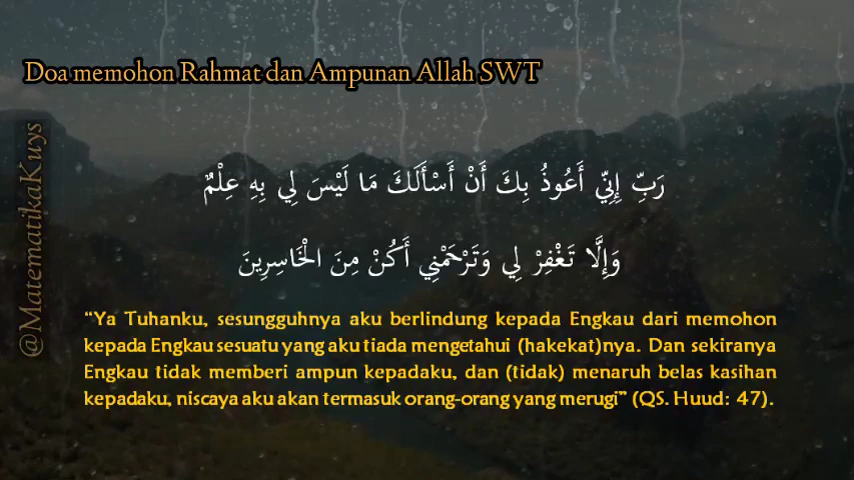 Doa memohon Rahmat dan Ampunan Allah SWT
@MatematikaKuys
رَبِّ إِنِّي أَعُوذُ بِكَ أَنْ أَسْأَلَكَ مَا لَيْسَ لِي بِهِ عِلْمٌ
وَإِلَّا تَغْفِرْ لِي وَتَرْحَمْنِي أَكُنْ مِنَ الْخَاسِرِينَ
“Ya Tuhanku, sesungguhnya aku berlindung kepada Engkau dari memohon
kepada Engkau sesuatu yang aku tiada mengetahui (hakekat)nya. Dan sekiranya
Engkau tidak memberi ampun kepadaku, dan (tidak) menaruh belas kasihan
kepadaku, niscaya aku akan termasuk orang-orang yang merugi” (QS. Huud: 47).